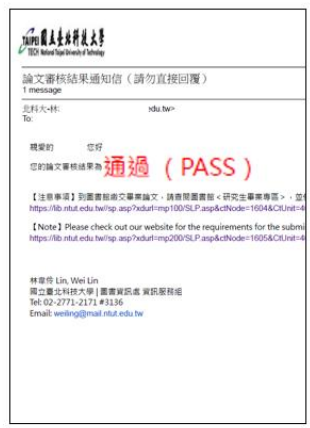 TAIPEI 國立臺北科技大學
TECH National Taipei University of Technology
論文審核結果通知信（請勿直接回覆）
1 message
北科大-林:
:du.tw>
To:
親愛的 您好
您的論文審核結果為 通過 （PASS）
【注意事項】到圖書館繳交畢業論文，請查閱圖書館<研究生畢業專區>，並
https://lib.ntut.edu.tw//sp.asp?xdurl=mp100/SLP.asp&ctNode=1604&CtUnit=4
【Note】Please check out our website for the requirements for the submi
https://lib.ntut.edu.tw//sp.asp?xdurl=mp200/SLP.asp&ctNode=1605&CtUnit=4
Lin, Wei Lin
國立臺北科技大學 | 圖書資訊處 資訊服務組
Tel: 02-2771-2171 #3136
Email: weiling@mail.ntut.edu.tw